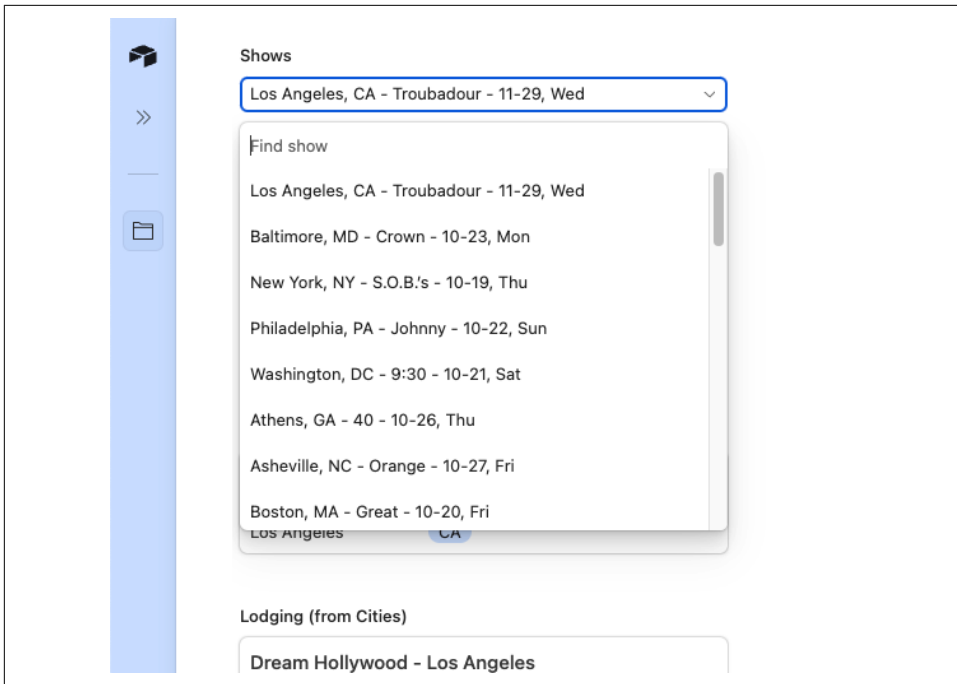 Shows
Los Angeles, CA - Troubadour - 11-29, Wed
Find show
Los Angeles, CA - Troubadour - 11-29, Wed
Baltimore, MD - Crown - 10-23, Mon
New York, NY - S.O.B.'s - 10-19, Thu
Philadelphia, PA - Johnny - 10-22, Sun
Washington, DC - 9:30 - 10-21, Sat
Athens, GA - 40 - 10-26, Thu
Asheville, NC - Orange - 10-27, Fri
Boston, MA - Great - 10-20, Fri
Los Angeles CA
Lodging (from Cities)
Dream Hollywood - Los Angeles